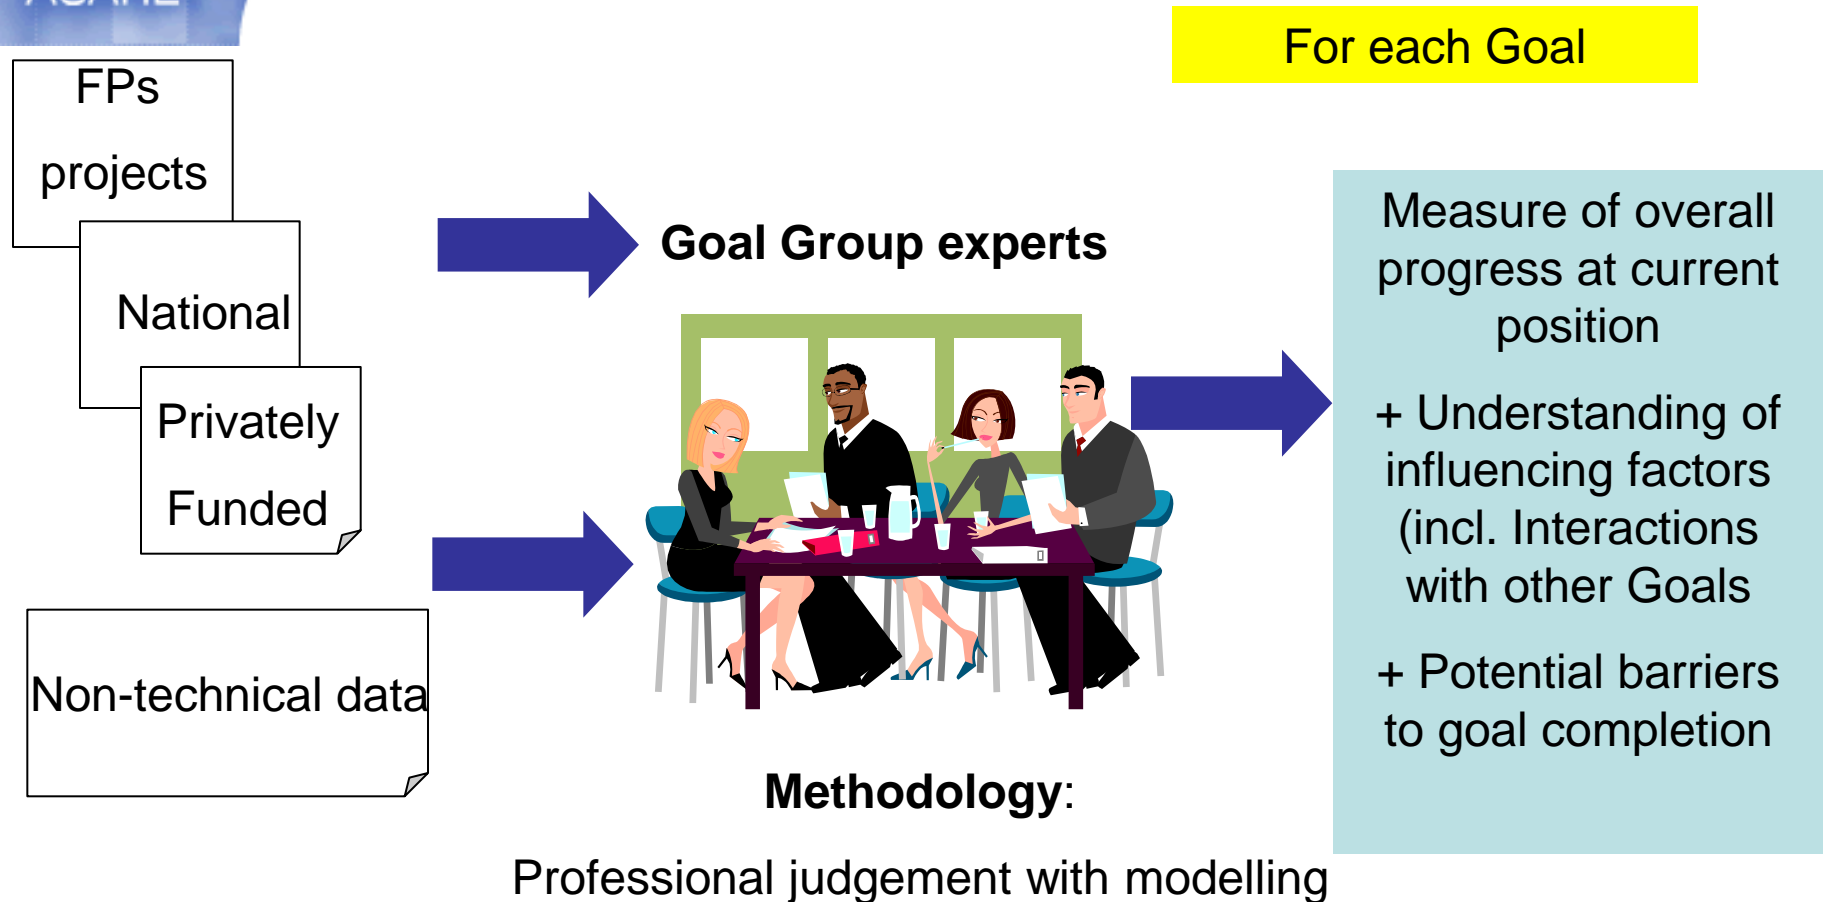 For each Goal
FPs
projects
National
Privately
Funded
Non-technical data
Goal Group experts
Methodology:
Professional judgement with modelling
Measure of overall
progress at current
position
+ Understanding of
influencing factors
(incl. Interactions
with other Goals
+ Potential barriers
to goal completion